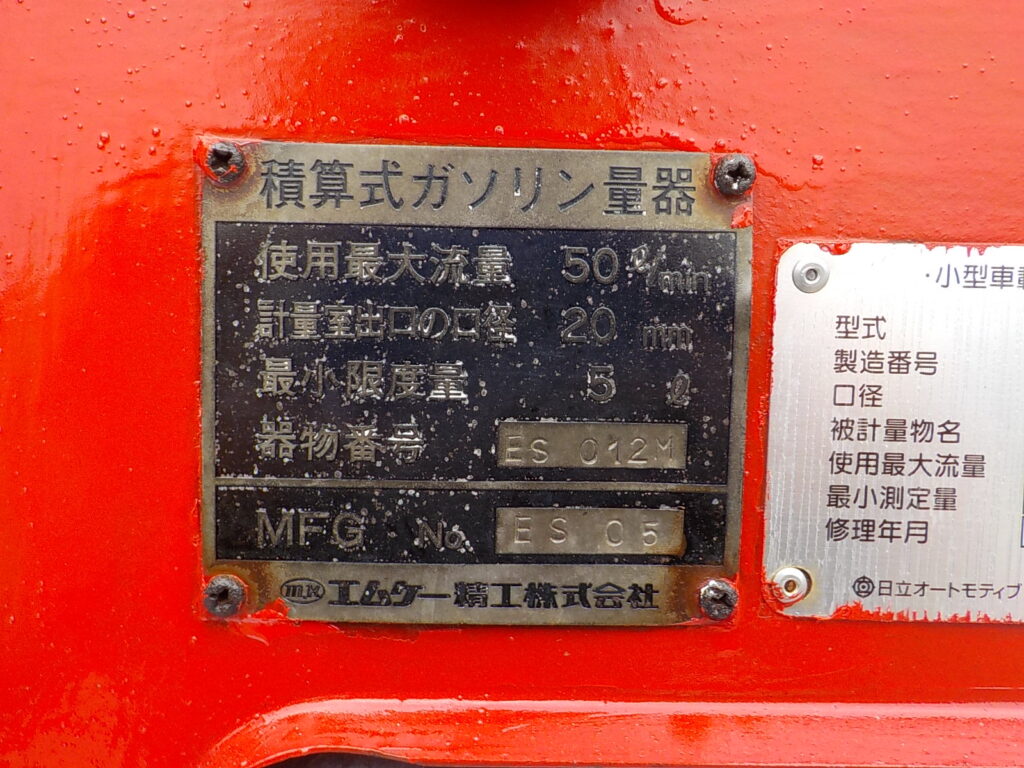 積算式ガソリン量器
使用最大流量 50 ℓ/min
計量室出口の口径 20 mm
最小限度量 5 ℓ
器物番号 ES 012M
MFG No. ES 05
MK エムケー精工株式会社
・小型車載
型式
製造番号
口径
被計量物名
使用最大流量
最小測定量
修理年月
日立オートモティブ